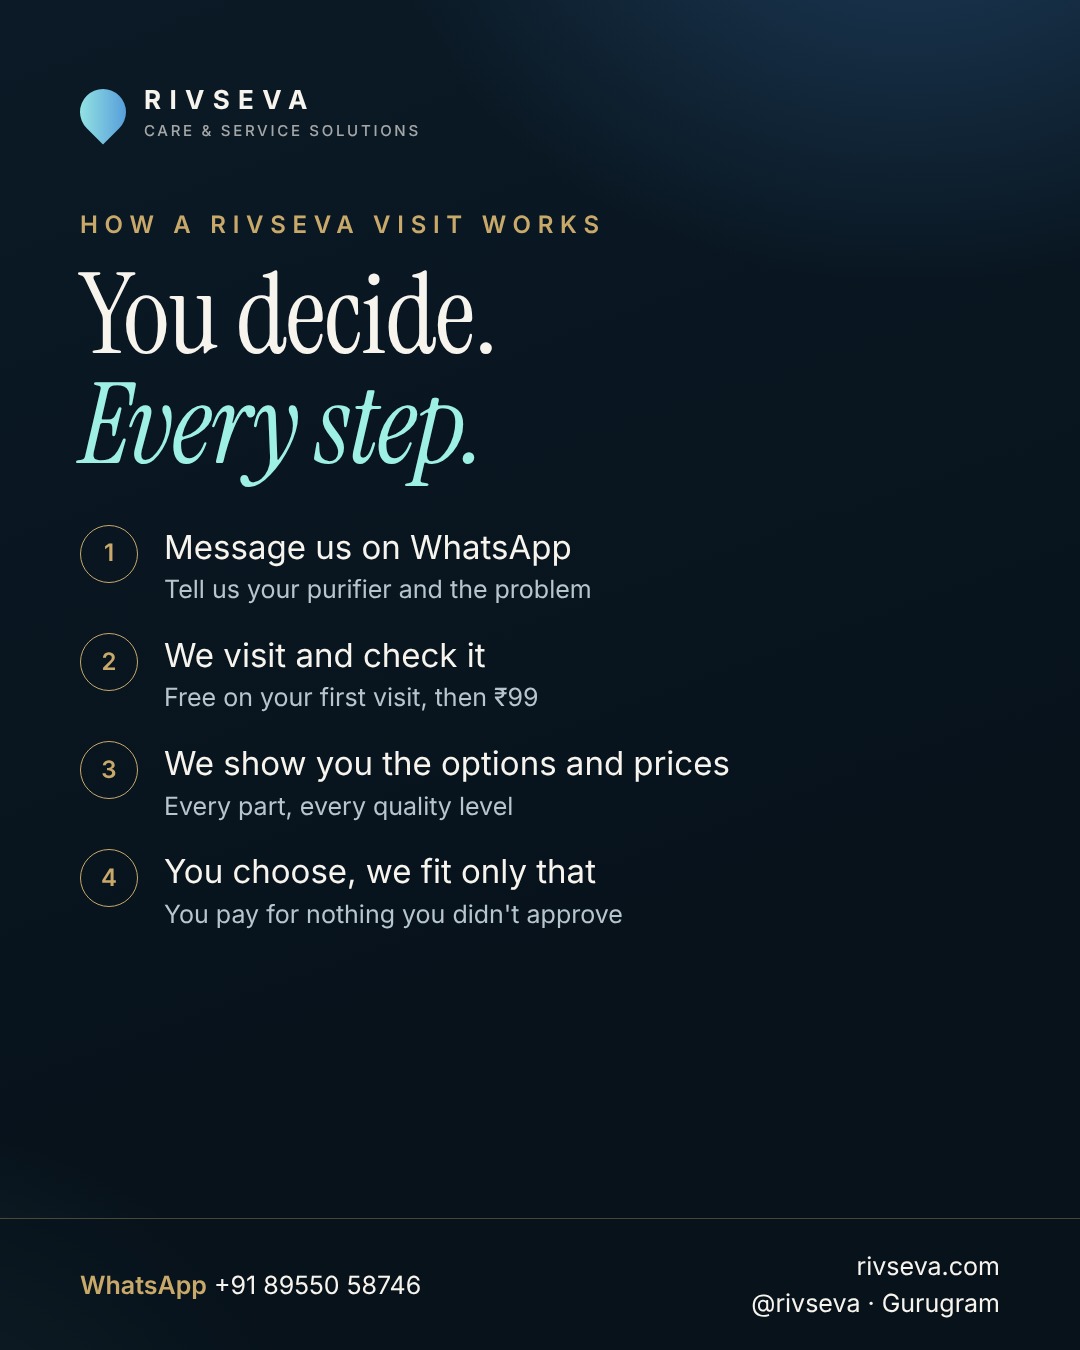 RIVSEVA
CARE & SERVICE SOLUTIONS
HOW A RIVSEVA VISIT WORKS
You decide.
Every step.
1
Message us on WhatsApp
Tell us your purifier and the problem
2
We visit and check it
Free on your first visit, then ₹99
3
We show you the options and prices
Every part, every quality level
4
You choose, we fit only that
You pay for nothing you didn't approve
WhatsApp +91 89550 58746
rivseva.com
@rivseva · Gurugram